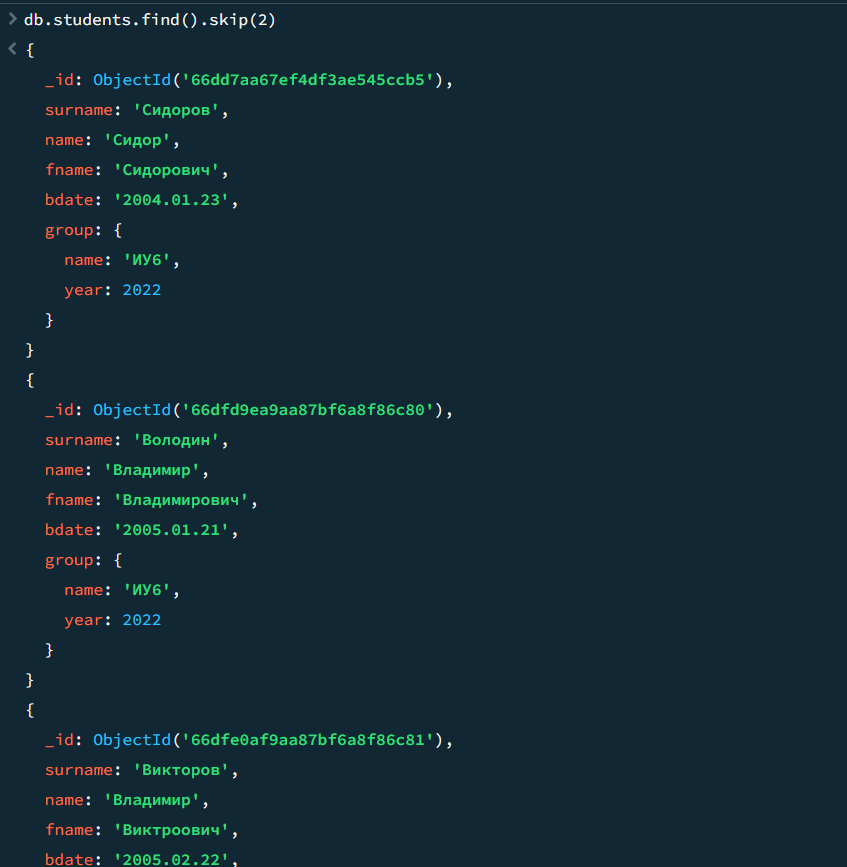 > db.students.find().skip(2)
< {
_id: ObjectId('66dd7aa67ef4df3ae545ccb5'),
surname: 'Сидоров',
name: 'Сидор',
fname: 'Сидорович',
bdate: '2004.01.23',
group: {
name: 'ИУ6',
year: 2022
}
}
{
_id: ObjectId('66dfd9ea9aa87bf6a8f86c80'),
surname: 'Володин',
name: 'Владимир',
fname: 'Владимирович',
bdate: '2005.01.21',
group: {
name: 'ИУ6',
year: 2022
}
}
{
_id: ObjectId('66dfe0af9aa87bf6a8f86c81'),
surname: 'Викторов',
name: 'Владимир',
fname: 'Виктроович',
bdate: '2005.02.22',